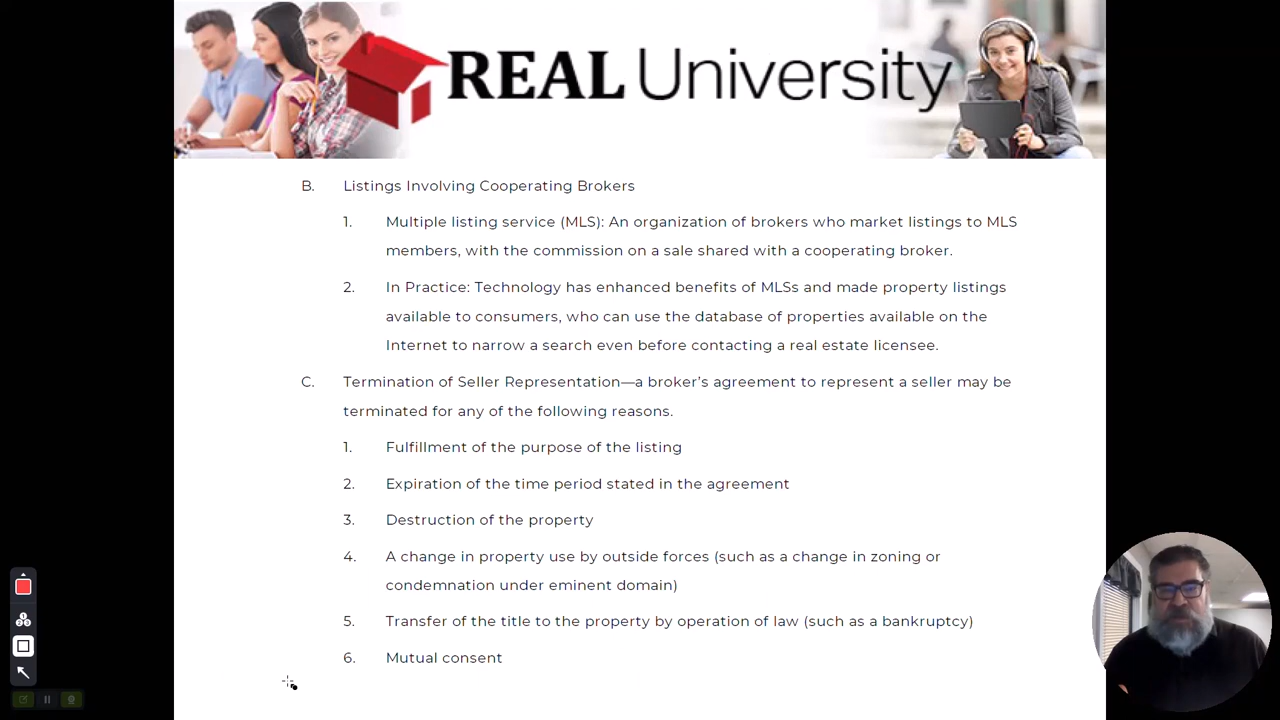 REAL University
B. Listings Involving Cooperating Brokers
1. Multiple listing service (MLS): An organization of brokers who market listings to MLS
members, with the commission on a sale shared with a cooperating broker.
2. In Practice: Technology has enhanced benefits of MLSs and made property listings
available to consumers, who can use the database of properties available on the
Internet to narrow a search even before contacting a real estate licensee.
C. Termination of Seller Representation—a broker's agreement to represent a seller may be
terminated for any of the following reasons.
1. Fulfillment of the purpose of the listing
2. Expiration of the time period stated in the agreement
3. Destruction of the property
4. A change in property use by outside forces (such as a change in zoning or
condemnation under eminent domain)
5. Transfer of the title to the property by operation of law (such as a bankruptcy)
6. Mutual consent